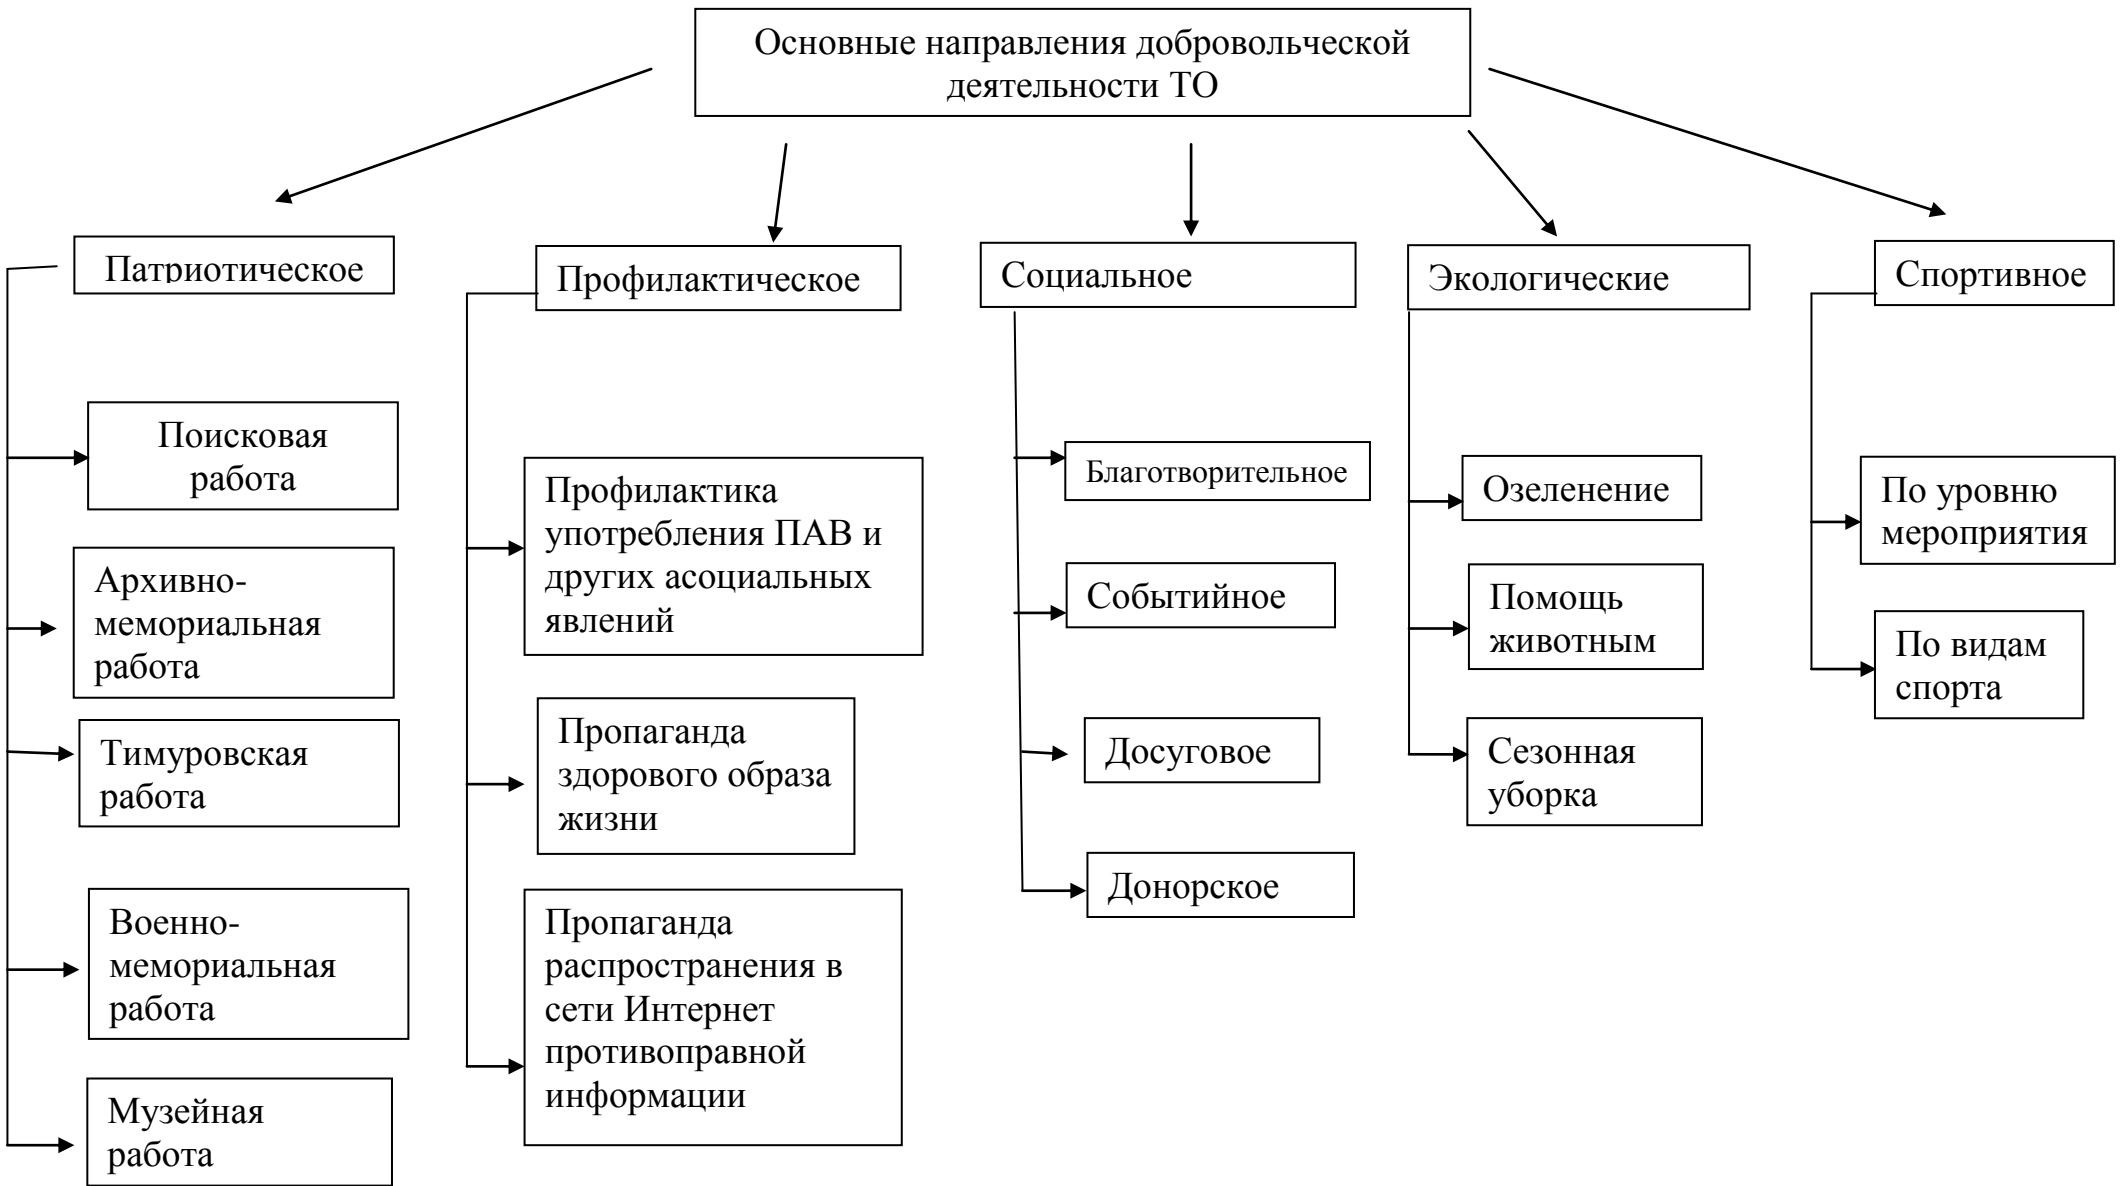 Основные направления добровольческой
деятельности ТО
Патриотическое
Поисковая
работа
Архивно-
мемориальная
работа
Тимуровская
работа
Военно-
мемориальная
работа
Музейная
работа
Профилактическое
Профилактика
употребления ПАВ и
других асоциальных
явлений
Пропаганда
здорового образа
жизни
Пропаганда
распространения в
сети Интернет
противоправной
информации
Социальное
Благотворительное
Событийное
Досуговое
Донорское
Экологические
Озеленение
Помощь
животным
Сезонная
уборка
Спортивное
По уровню
мероприятия
По видам
спорта